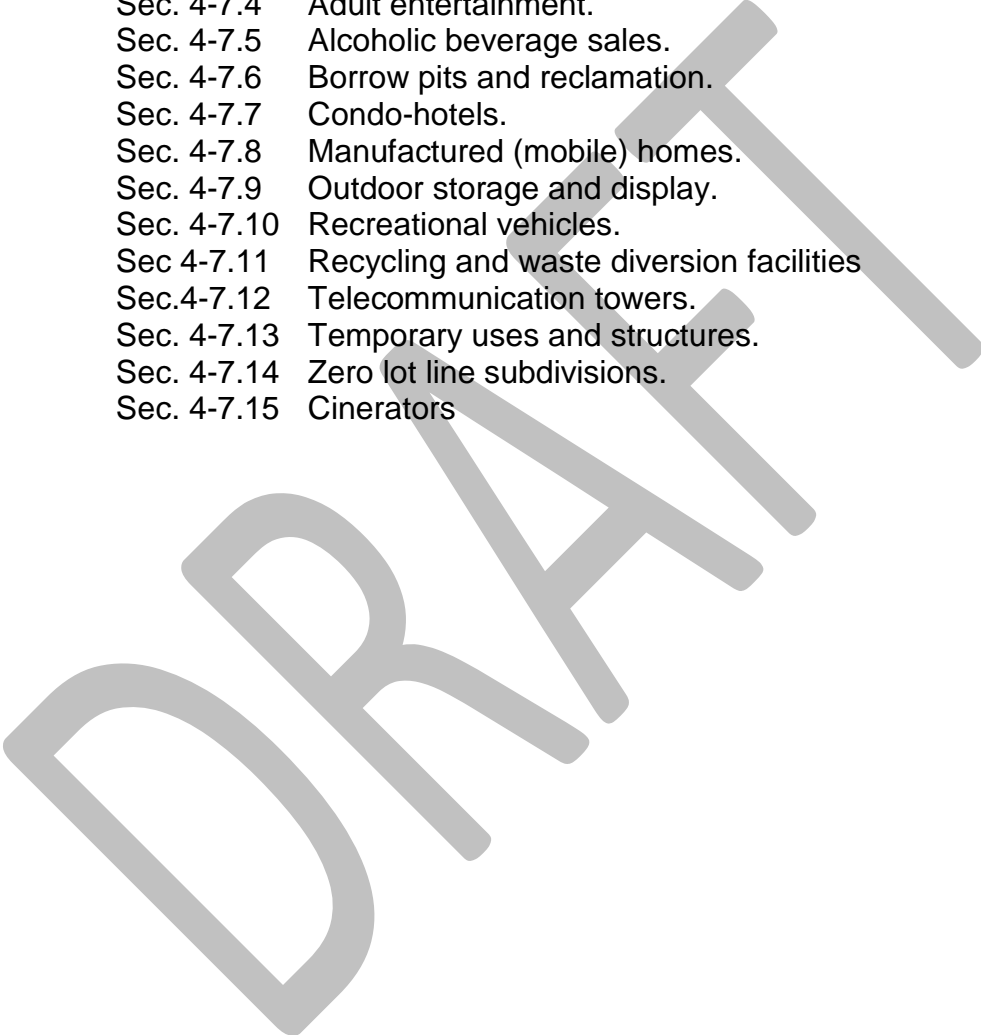 Sec. 4-7.4 Adult entertainment.
Sec. 4-7.5 Alcoholic beverage sales.
Sec. 4-7.6 Borrow pits and reclamation.
Sec. 4-7.7 Condo-hotels.
Sec. 4-7.8 Manufactured (mobile) homes.
Sec. 4-7.9 Outdoor storage and display.
Sec. 4-7.10 Recreational vehicles.
Sec 4-7.11 Recycling and waste diversion facilities
Sec.4-7.12 Telecommunication towers.
Sec. 4-7.13 Temporary uses and structures.
Sec. 4-7.14 Zero lot line subdivisions.
Sec. 4-7.15 Cinerators
DRAFT